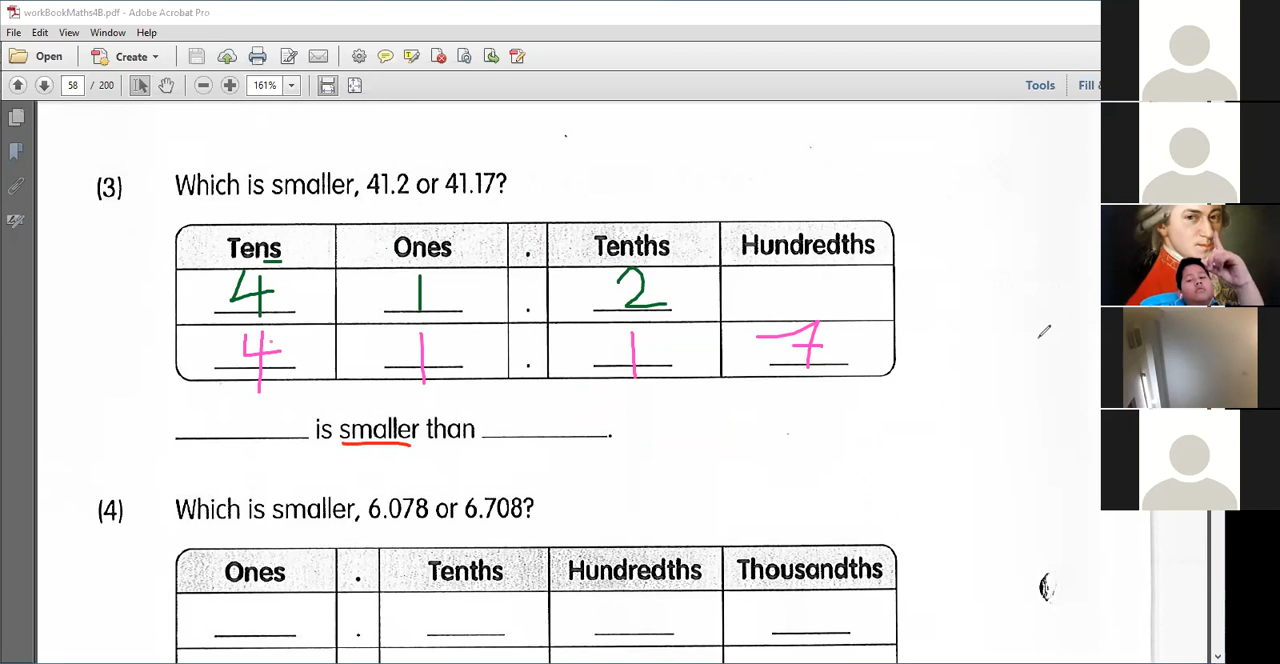 workBookMaths4B.pdf - Adobe Acrobat Pro
File Edit View Window Help
Open Create
58 / 200 161% Tools Fill &
(3) Which is smaller, 41.2 or 41.17?
Tens Ones . Tenths Hundredths
4 1 . 2
4 1 . 1 7
is smaller than .
(4) Which is smaller, 6.078 or 6.708?
Ones . Tenths Hundredths Thousandths
.